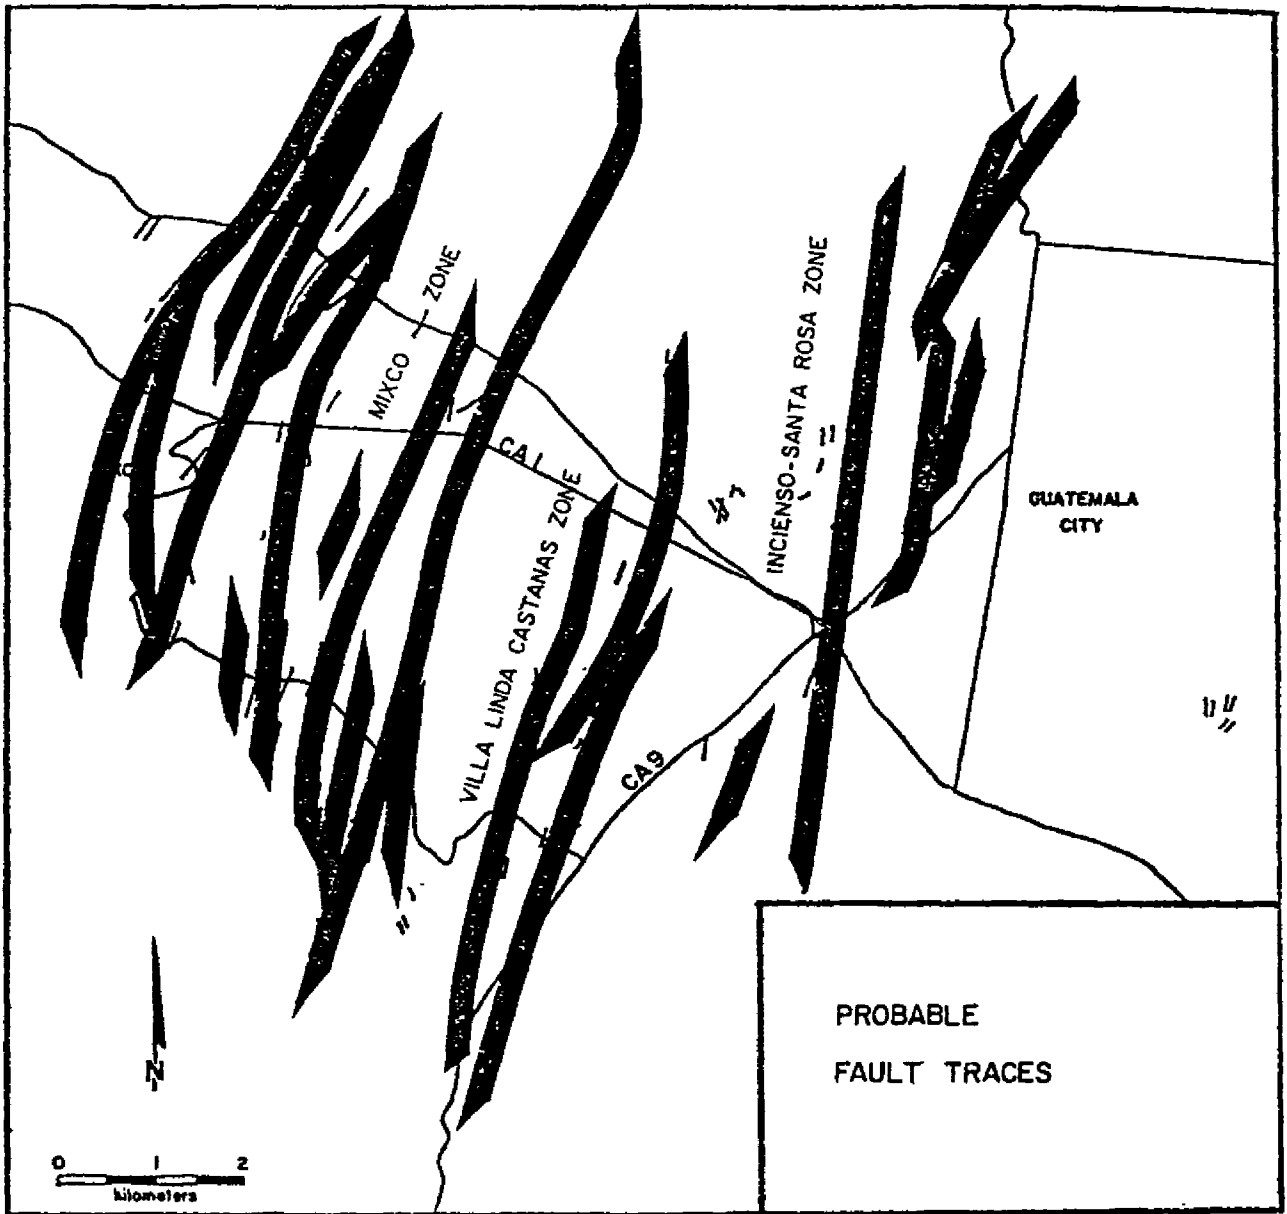 MIXCO ZONE
CA1
VILLA LINDA CASTANAS ZONE
INCIENSO-SANTA ROSA ZONE
GUATEMALA
CITY
CA9
N
0 1 2
kilometers
PROBABLE
FAULT TRACES